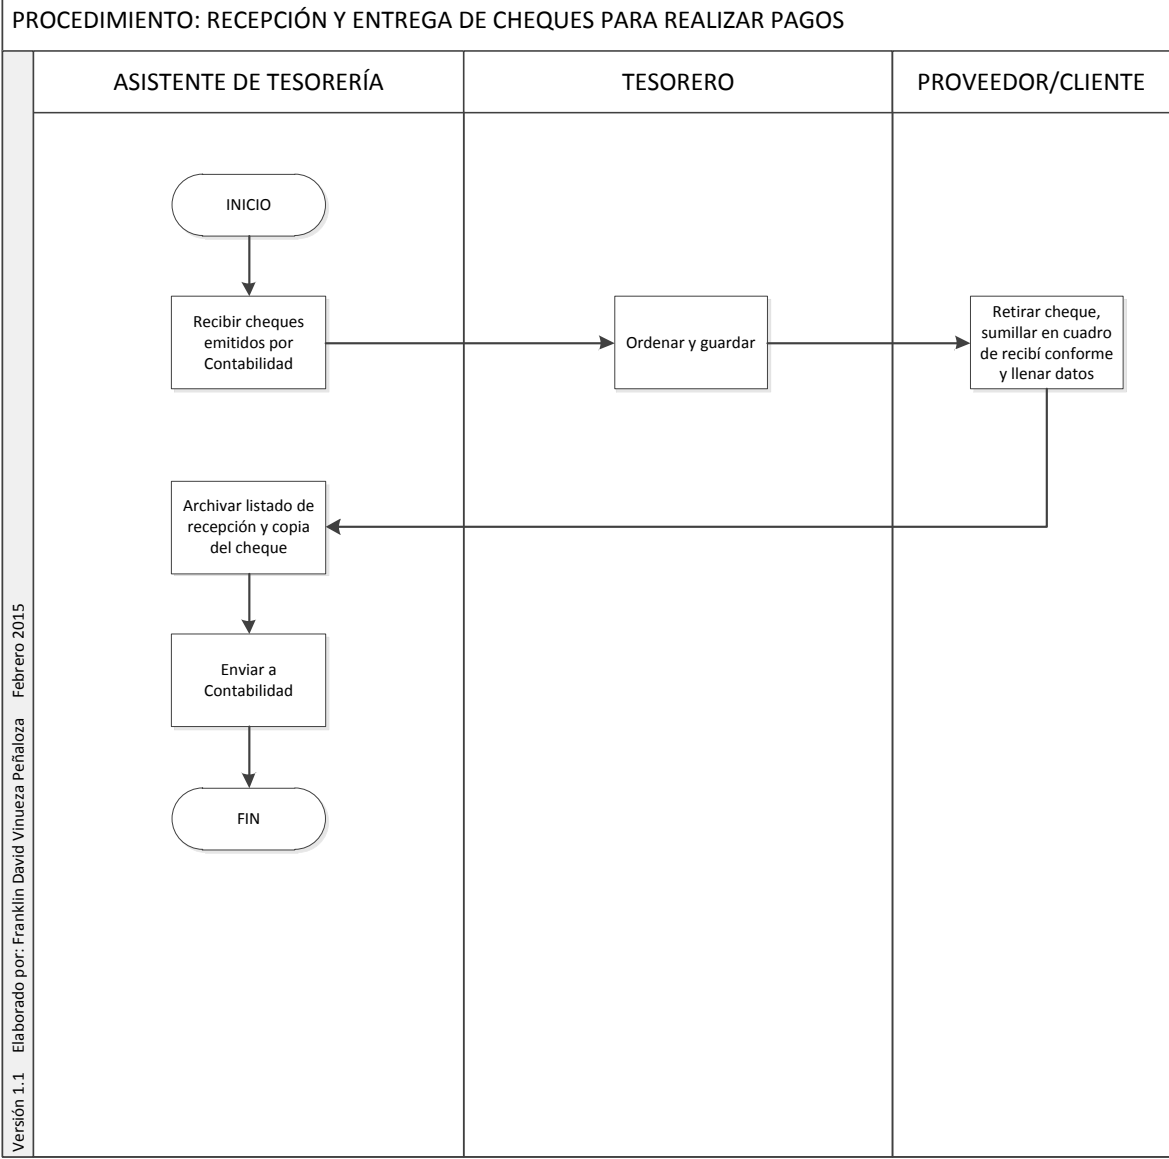 PROCEDIMIENTO: RECEPCIÓN Y ENTREGA DE CHEQUES PARA REALIZAR PAGOS
ASISTENTE DE TESORERÍA
TESORERO
PROVEEDOR/CLIENTE
INICIO
Recibir cheques
emitidos por
Contabilidad
Ordenar y guardar
Retirar cheque,
sumillar en cuadro
de recibí conforme
y llenar datos
Archivar listado de
recepción y copia
del cheque
Enviar a
Contabilidad
FIN
Versión 1.1 Elaborado por: Franklin David Vinueza Peñaloza Febrero 2015